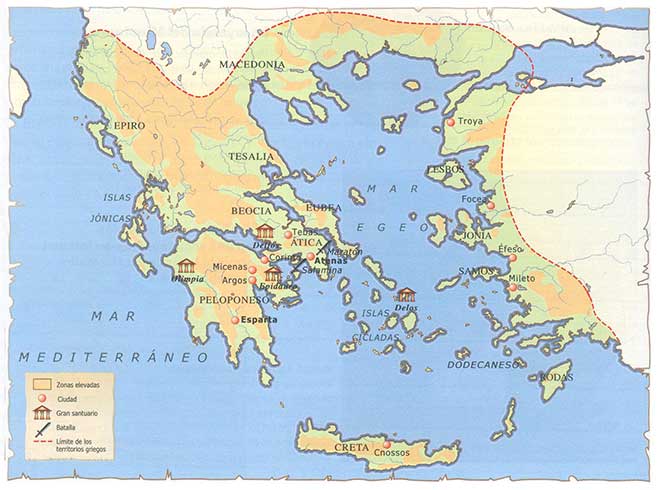 MACEDONIA
EPIRO
TESALIA
Troya
LESBOS
MAR
EGEO
ISLAS
JÓNICAS
BEOCIA
EUBEA
Focea
Delfos
Tebas
ÁTICA
Maratón
JONIA
Corinto
Atenas
Salamina
Éfeso
Olimpia
Micenas
Argos
Epidauro
SAMOS
Mileto
PELOPONESO
Delos
ISLAS
CICLADAS
Esparta
MAR
MEDITERRÁNEO
DODECANESO
RODAS
CRETA
Cnossos
Zonas elevadas
Ciudad
Gran santuario
Batalla
Límite de los
territorios griegos